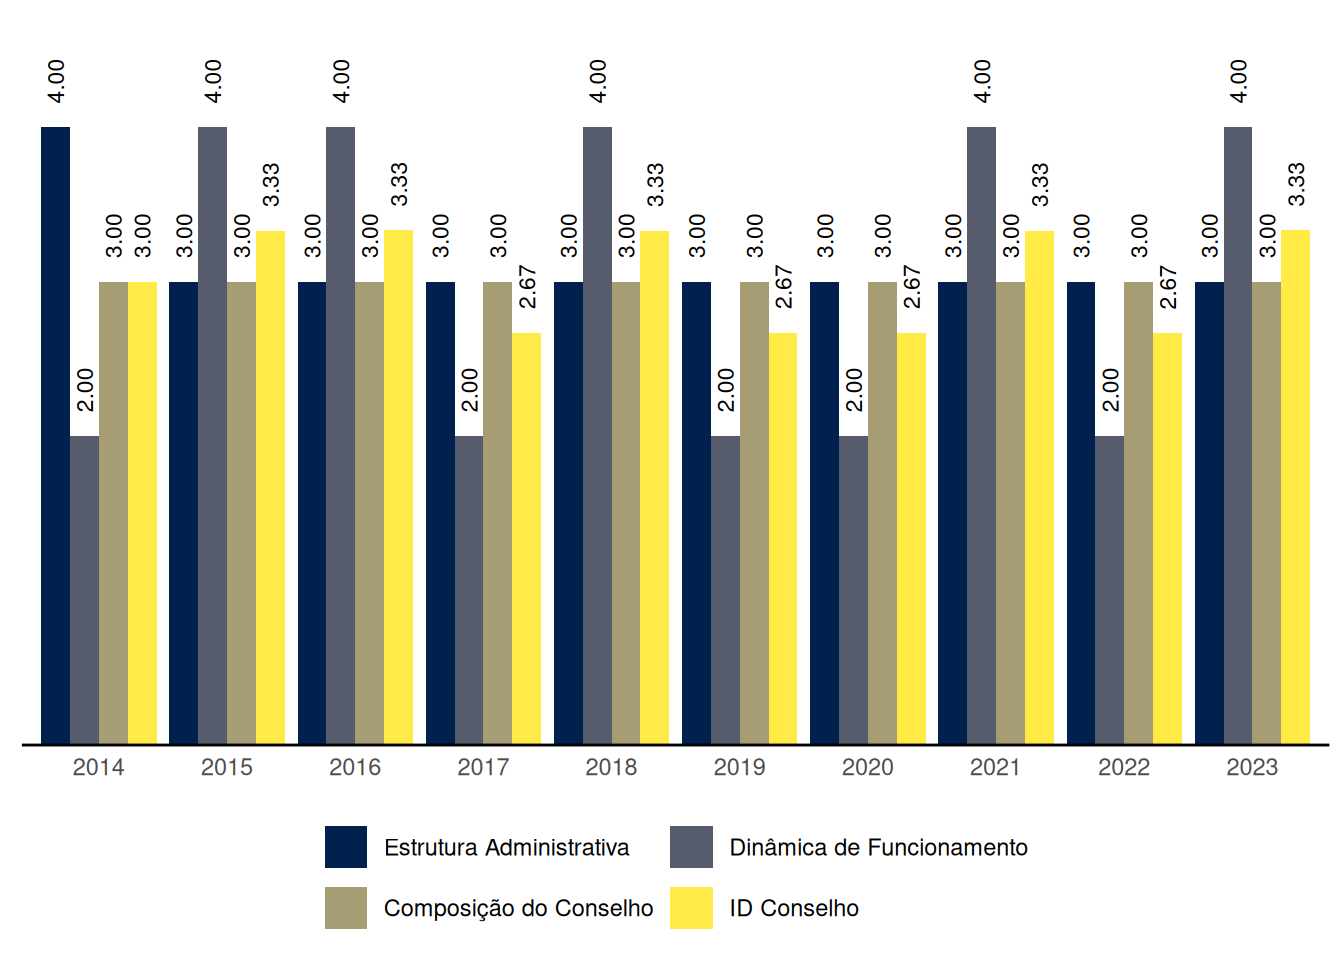 4.00 4.00 4.00 4.00 4.00 4.00
3.33 3.33 3.33 3.33 3.33
3.00 3.00 3.00 3.00 3.00 3.00 3.00 3.00 3.00 3.00 3.00 3.00 3.00 3.00 3.00 3.00 3.00 3.00 3.00 3.00
2.67 2.67 2.67 2.67
2.00 2.00 2.00 2.00 2.00
2014 2015 2016 2017 2018 2019 2020 2021 2022 2023
Estrutura Administrativa Dinâmica de Funcionamento
Composição do Conselho ID Conselho